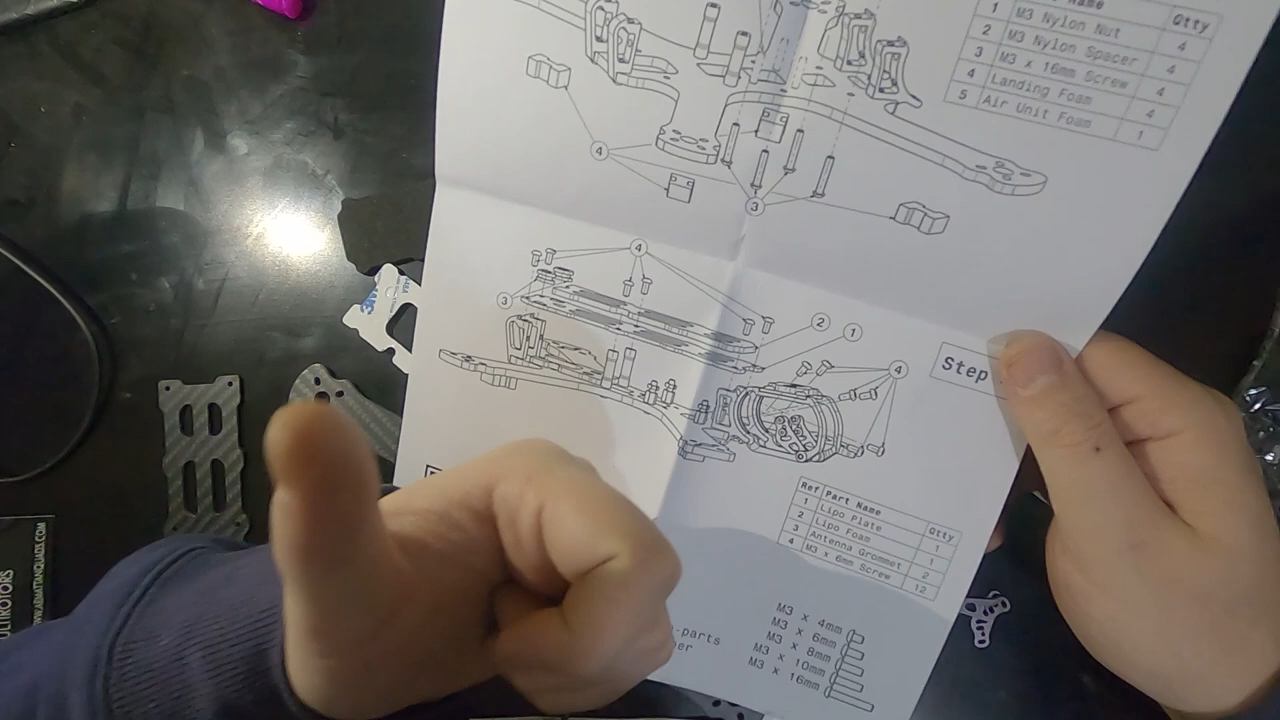 Name Qtty
1 M3 Nylon Nut 4
2 M3 Nylon Spacer 4
3 M3 x 16mm Screw 4
4 Landing Foam 4
5 Air Unit Foam 1
4
3
4
3
2
1
4
Step
Ref Part Name Qtty
1 Lipo Plate 1
2 Lipo Foam 1
3 Antenna Grommet 2
4 M3 x 6mm Screw 12
M3 x 4mm
M3 x 6mm
M3 x 8mm
M3 x 10mm
M3 x 16mm
-parts
3M
WWW.ARMATTANQUADS.COM